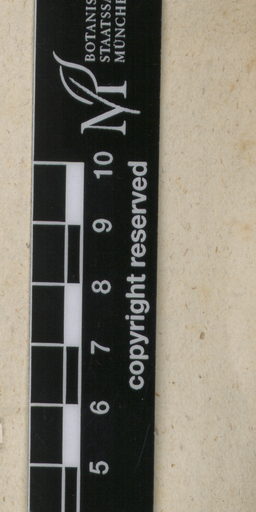 BOTANIS
STAATSSA
MÜNCHE
10
9
8
7
6
5
copyright reserved